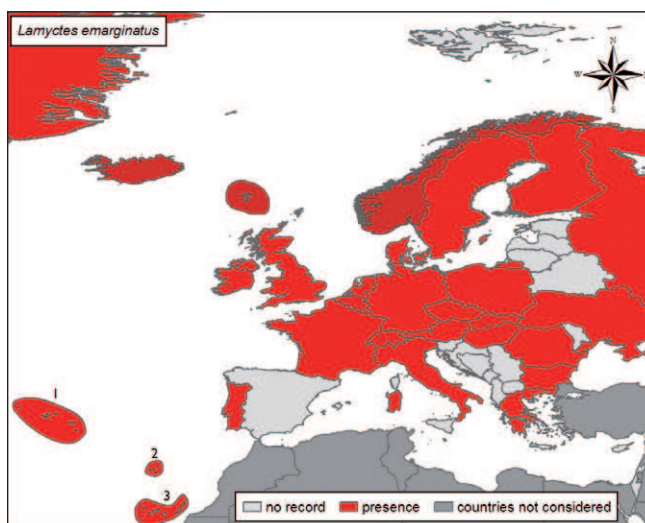 Lamyctes emarginatus
N
W
S
1
2
3
no record presence countries not considered